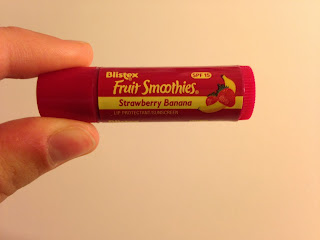 Blistex
SPF 15
Fruit Smoothies®
Strawberry Banana
LIP PROTECTANT/SUNSCREEN